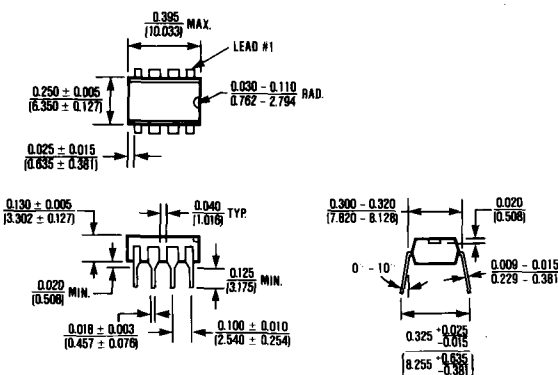 0.395
(10.033)
MAX.
LEAD #1
0.250 ± 0.005
(6.350 ± 0.127)
0.030 - 0.110
0.762 - 2.794
RAD.
0.025 ± 0.015
(0.635 ± 0.381)
0.130 ± 0.005
(3.302 ± 0.127)
0.040
(1.016)
TYP.
0.020
(0.508)
MIN.
0.125
(3.175)
MIN.
0.018 ± 0.003
(0.457 ± 0.076)
0.100 ± 0.010
(2.540 ± 0.254)
0.300 - 0.320
(7.620 - 8.128)
0.020
(0.508)
0° - 10°
0.009 - 0.015
0.229 - 0.381
0.325 +0.025
-0.015
(8.255 +0.635
-0.381)